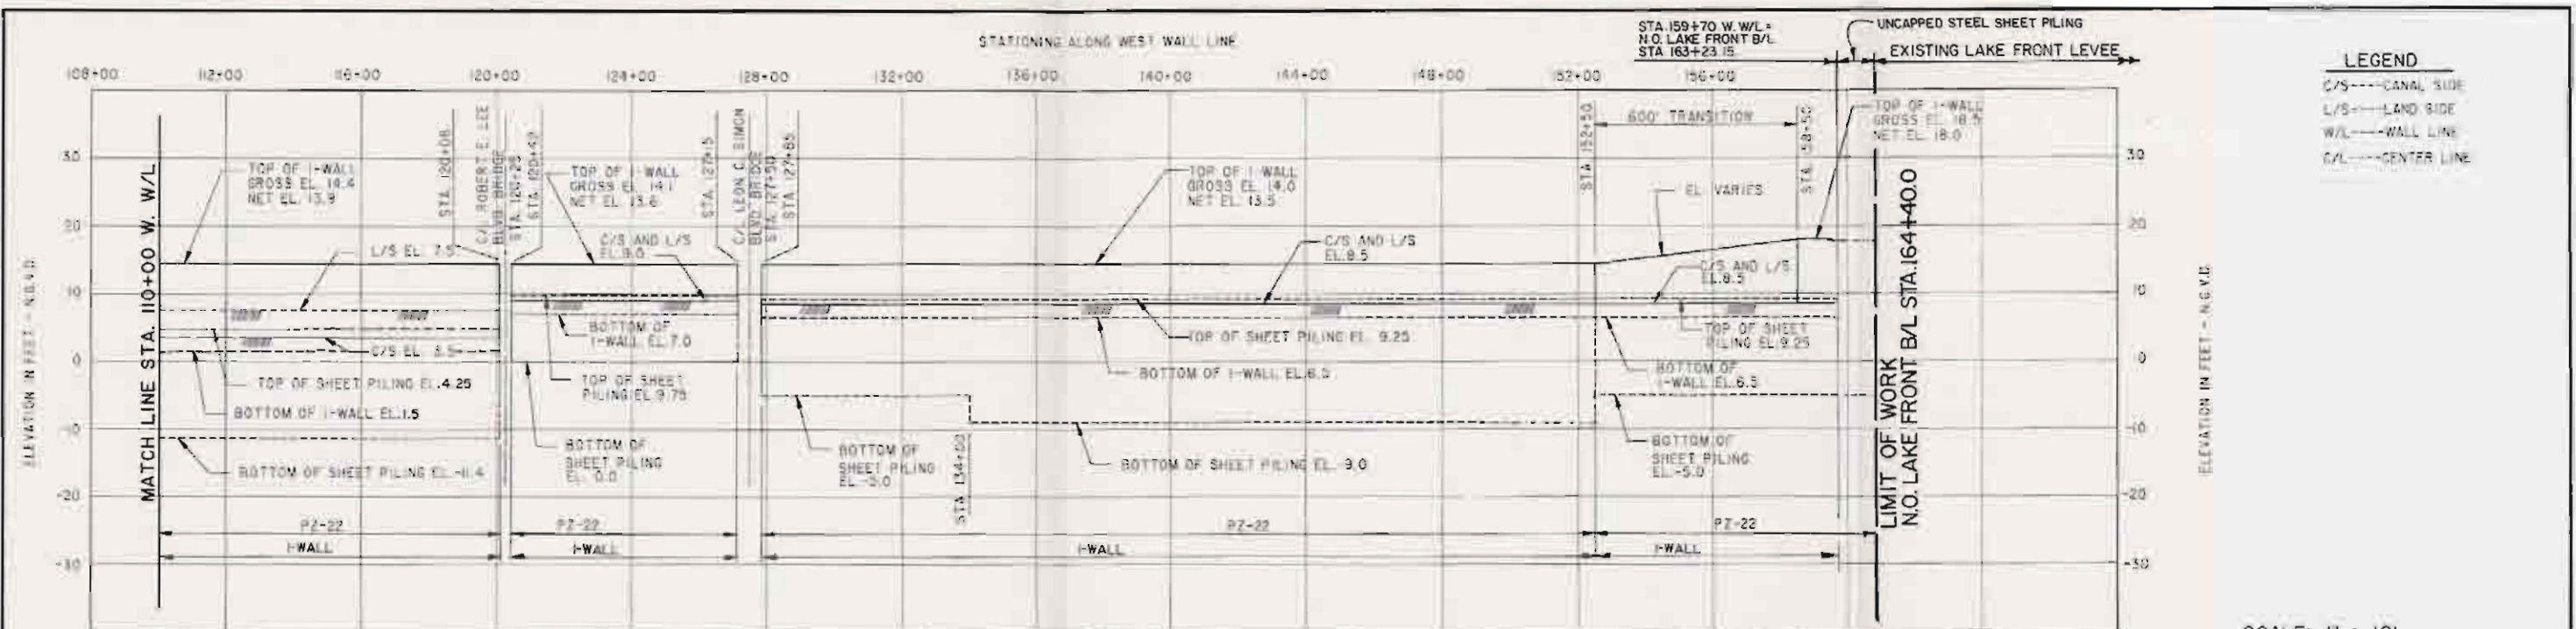 STATIONING ALONG WEST WALL LINE
STA. 159+70 W. W/L =
N.O. LAKE FRONT B/L
STA 163+23.15
UNCAPPED STEEL SHEET PILING
EXISTING LAKE FRONT LEVEE
108+00 112+00 116+00 120+00 124+00 128+00 132+00 136+00 140+00 144+00 148+00 152+00 156+00
LEGEND
C/S----CANAL SIDE
L/S----LAND SIDE
W/L----WALL LINE
C/L----CENTER LINE
ELEVATION IN FEET - N.G.V.D.
30
20
10
0
-10
-20
-30
MATCH LINE STA. 110+00 W. W/L
TOP OF I-WALL
GROSS EL. 14.4
NET EL. 13.9
L/S EL. 7.5
C/S EL. 3.5
TOP OF SHEET PILING EL. 4.25
BOTTOM OF I-WALL EL. 1.5
BOTTOM OF SHEET PILING EL. -11.4
PZ-22
I-WALL
STA. 120+08
C/L ROBERT E. LEE
BLVD. BRIDGE
STA. 120+25
STA. 120+42
TOP OF I-WALL
GROSS EL. 14.1
NET EL. 13.6
C/S AND L/S
EL. 9.0
BOTTOM OF
I-WALL EL. 7.0
TOP OF SHEET
PILING EL. 9.75
BOTTOM OF
SHEET PILING
EL. 0.0
PZ-22
I-WALL
STA. 127+15
C/L LEON C. SIMON
BLVD BRIDGE
STA. 127+50
STA. 127+85
TOP OF I-WALL
GROSS EL. 14.0
NET EL. 13.5
C/S AND L/S
EL. 8.5
TOP OF SHEET PILING EL. 9.25
BOTTOM OF I-WALL EL. 6.5
BOTTOM OF
SHEET PILING
EL. -5.0
STA 134+00
BOTTOM OF SHEET PILING EL. -9.0
PZ-22
I-WALL
STA 152+50
600' TRANSITION
STA 158+50
EL VARIES
TOP OF I-WALL
GROSS EL. 18.5
NET EL. 18.0
C/S AND L/S
EL. 8.5
TOP OF SHEET
PILING EL. 9.25
BOTTOM OF
I-WALL EL. 6.5
BOTTOM OF
SHEET PILING
EL. -5.0
PZ-22
I-WALL
LIMIT OF WORK
N.O. LAKE FRONT B/L STA. 164+40.0
30
20
10
0
-10
-20
-30
ELEVATION IN FEET - N.G.V.D.